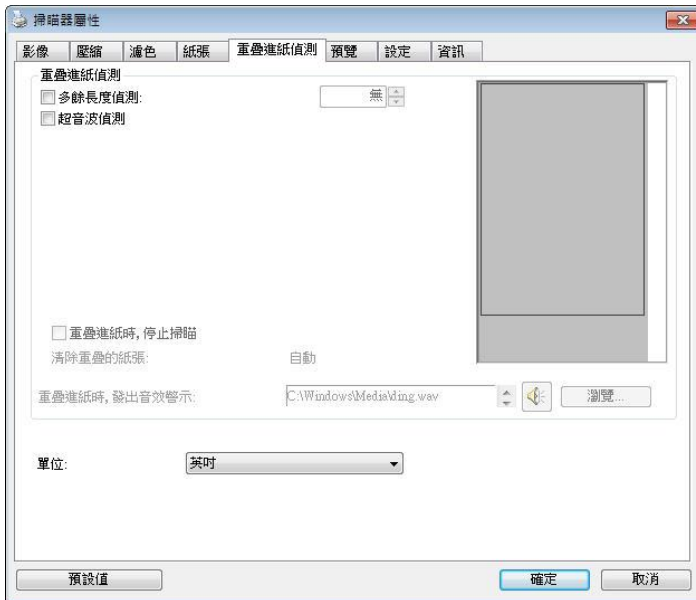 掃瞄器屬性
影像 壓縮 濾色 紙張 重疊進紙偵測 預覽 設定 資訊
重疊進紙偵測
多餘長度偵測: 無
超音波偵測
重疊進紙時, 停止掃瞄
清除重疊的紙張: 自動
重疊進紙時, 發出音效警示: C:\Windows\Media\ding.wav 瀏覽...
單位: 英吋
預設值 確定 取消